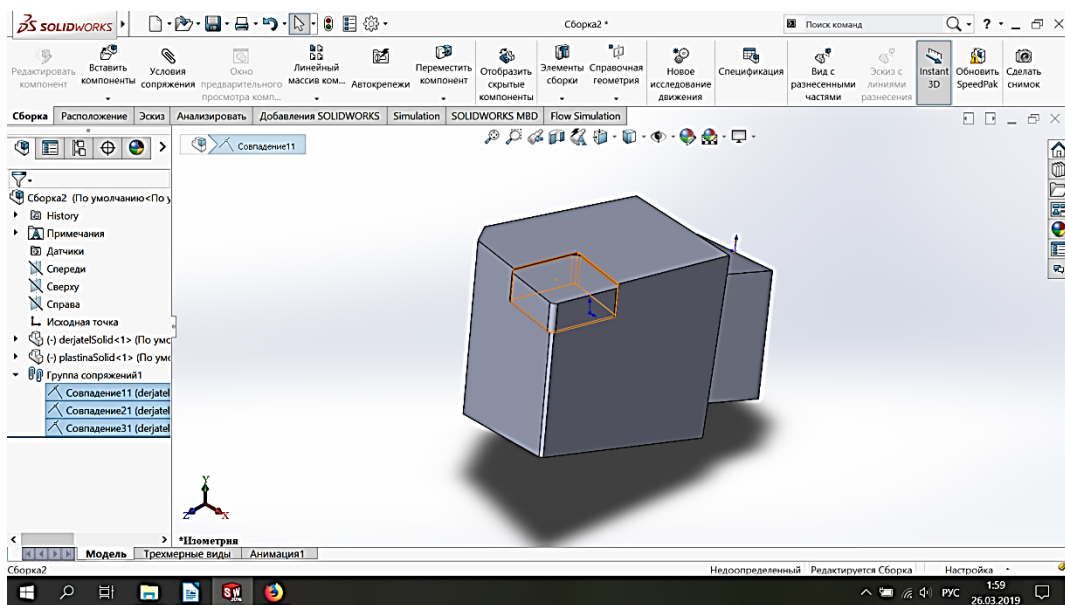 SOLIDWORKS
Сборка2 *
Поиск команд
Редактировать компонент
Вставить компоненты
Условия сопряжения
Окно предварительного просмотра комп...
Линейный массив ком...
Авторежи
Переместить компонент
Отобразить скрытые компоненты
Элементы сборки
Справочная геометрия
Новое исследование движения
Спецификация
Вид с разнесенными частями
Эскиз с линиями разнесения
Instant 3D
Обновить SpeedPak
Сделать снимок
Сборка Расположение Эскиз Анализировать Добавления SOLIDWORKS Simulation SOLIDWORKS MBD Flow Simulation
Совпадение11
Сборка2 (По умолчанию<По у
History
Примечания
Датчики
Спереди
Сверху
Справа
Исходная точка
(-) derjatelSolid<1> (По умс
(-) plastinaSolid<1> (По умс
Группа сопряжений1
Совпадение11 (derjatel
Совпадение21 (derjatel
Совпадение31 (derjatel
Y
Z
X
*Изометрия
Модель Трехмерные виды Анимация1
Сборка2
Недоопределенный Редактируется Сборка Настройка
РУС
1:59
26.03.2019